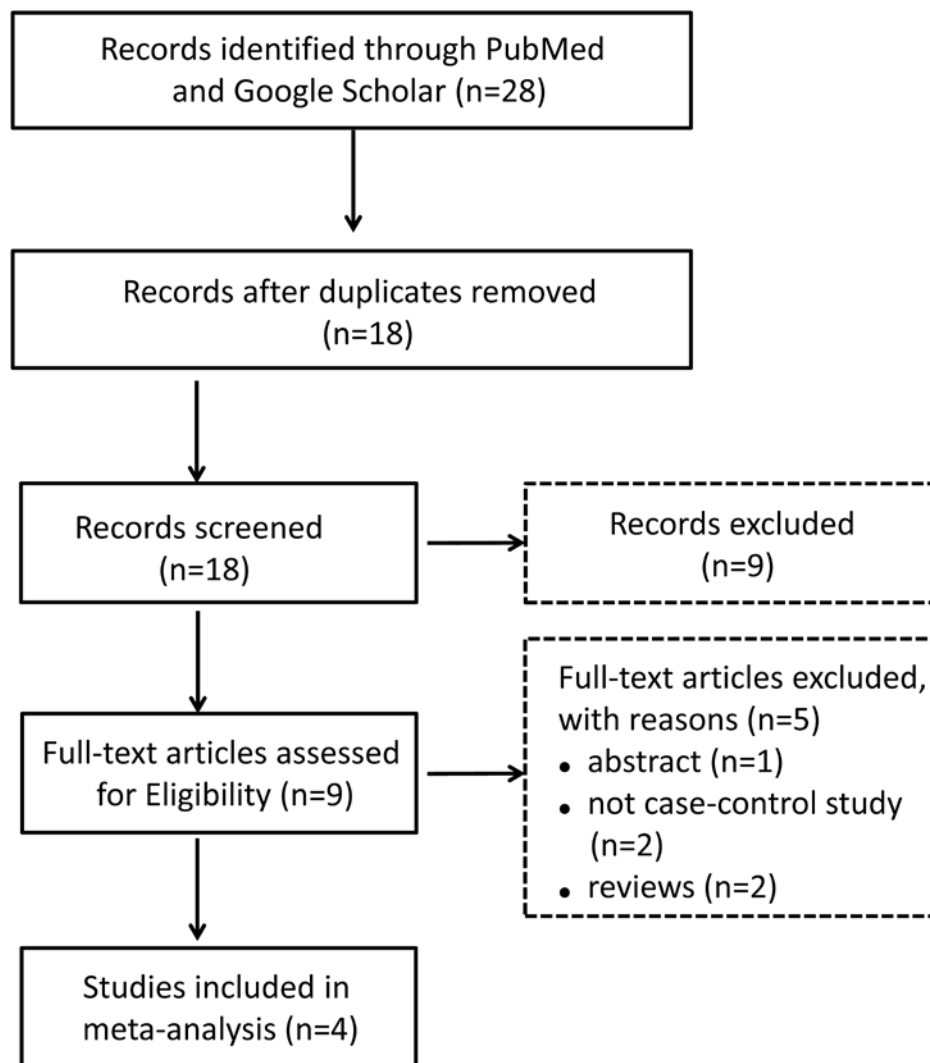 Records identified through PubMed
and Google Scholar (n=28)
Records after duplicates removed
(n=18)
Records screened
(n=18)
Records excluded
(n=9)
Full-text articles assessed
for Eligibility (n=9)
Full-text articles excluded,
with reasons (n=5)
• abstract (n=1)
• not case-control study
(n=2)
• reviews (n=2)
Studies included in
meta-analysis (n=4)